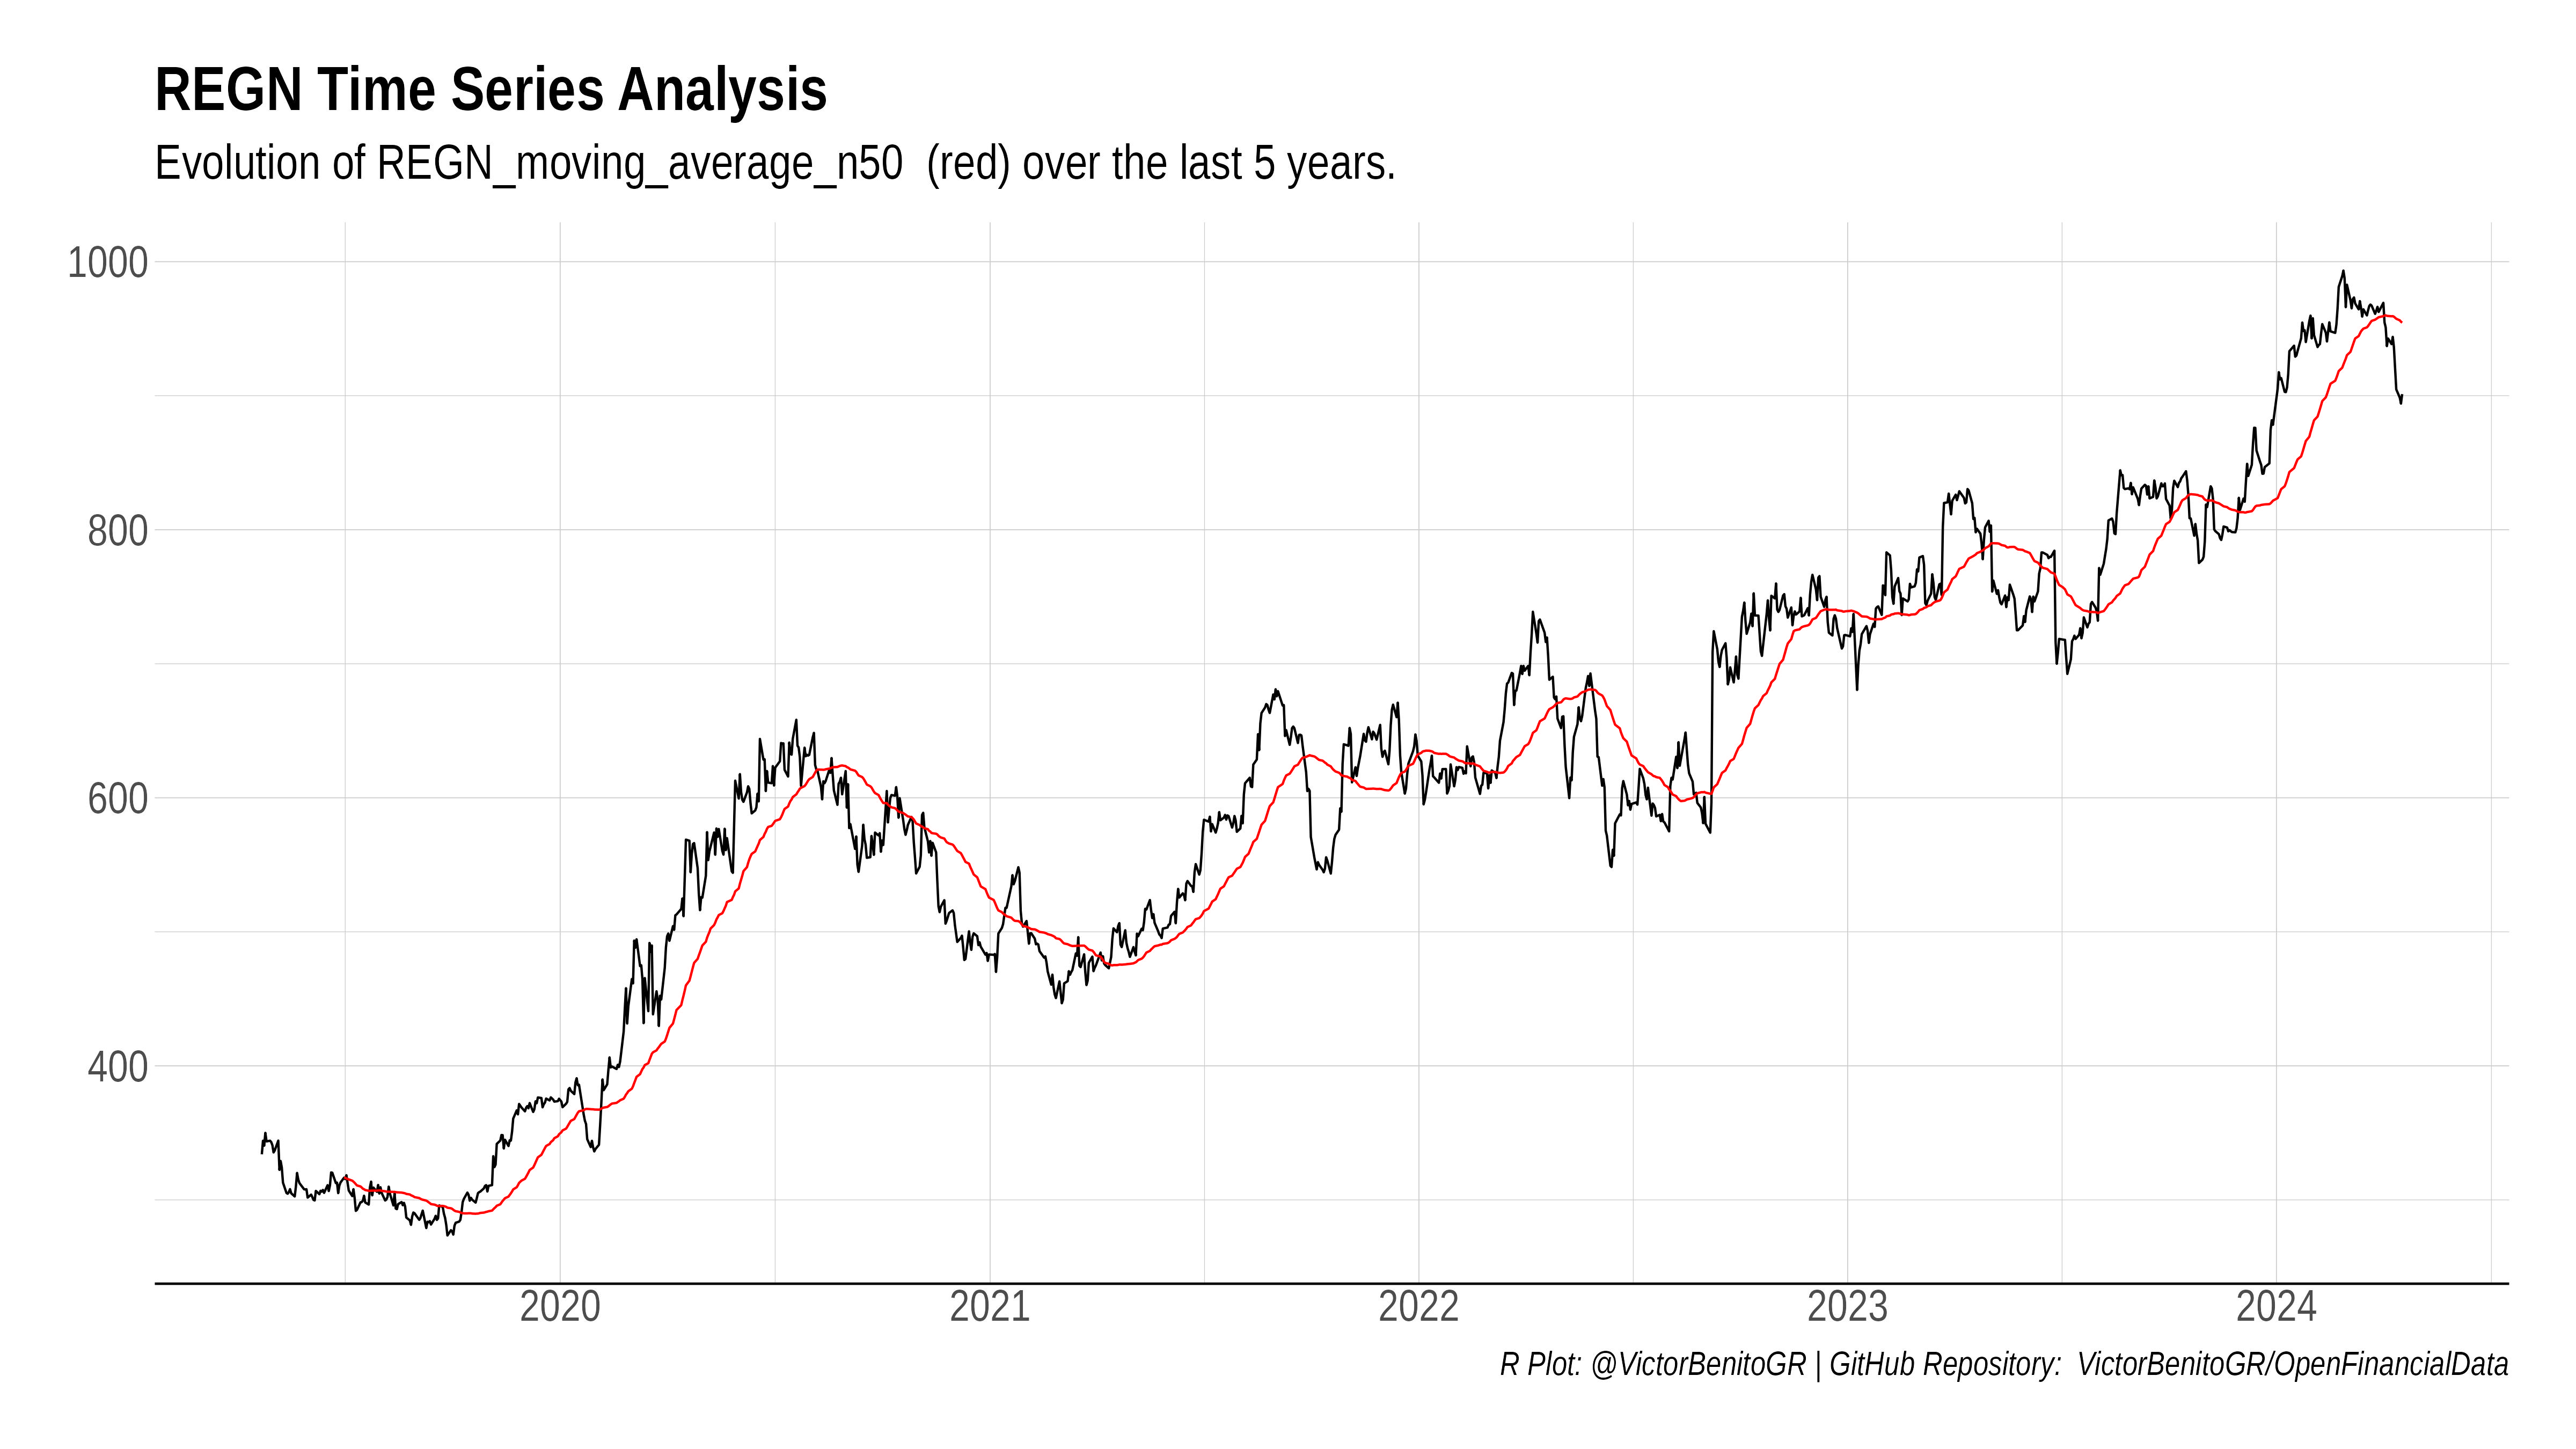 REGN Time Series Analysis
Evolution of REGN_moving_average_n50  (red) over the last 5 years.
1000
800
600
400
2020 2021 2022 2023 2024
R Plot: @VictorBenitoGR | GitHub Repository:  VictorBenitoGR/OpenFinancialData